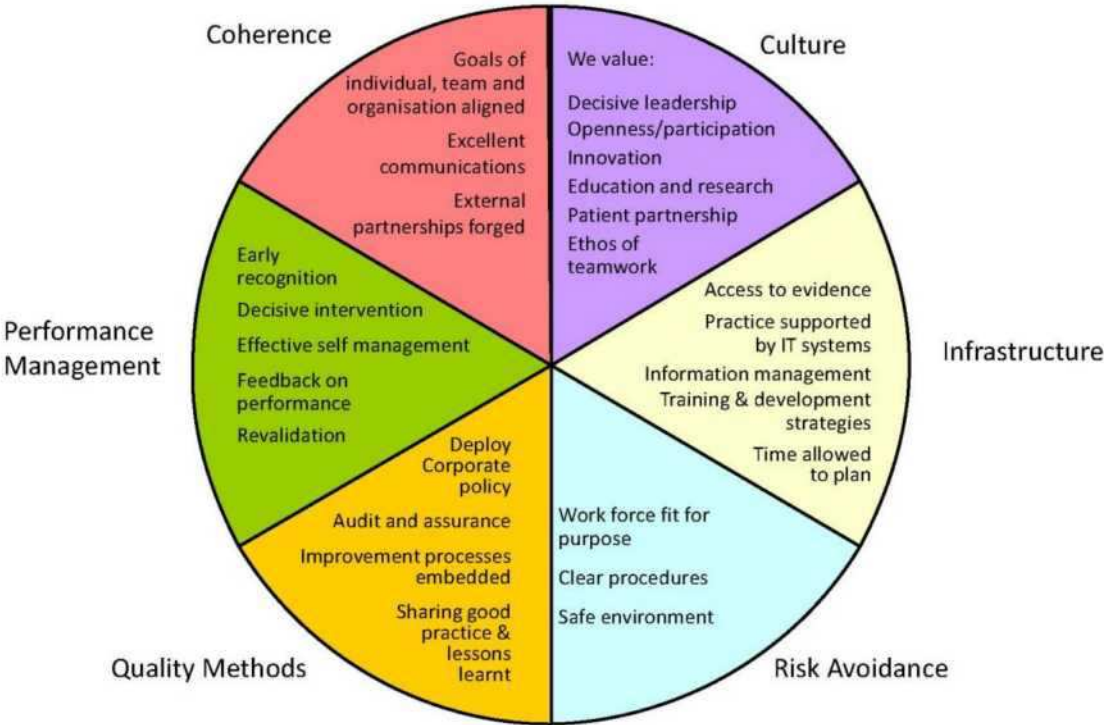 Coherence
Goals of
individual, team and
organisation aligned
Excellent
communications
External
partnerships forged
Culture
We value:
Decisive leadership
Openness/participation
Innovation
Education and research
Patient partnership
Ethos of
teamwork
Performance
Management
Early
recognition
Decisive intervention
Effective self management
Feedback on
performance
Revalidation
Infrastructure
Access to evidence
Practice supported
by IT systems
Information management
Training & development
strategies
Time allowed
to plan
Quality Methods
Deploy
Corporate
policy
Audit and assurance
Improvement processes
embedded
Sharing good
practice &
lessons
learnt
Risk Avoidance
Work force fit for
purpose
Clear procedures
Safe environment